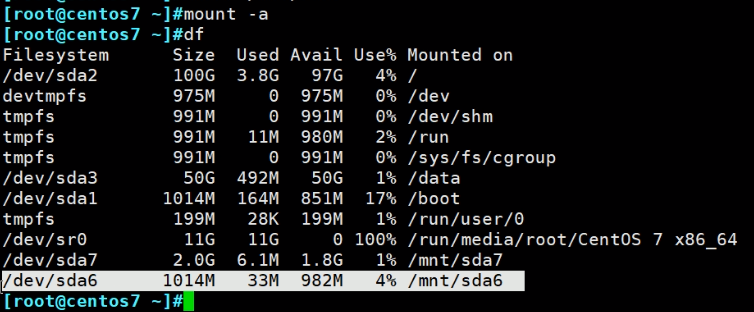 [root@centos7 ~]#mount -a
[root@centos7 ~]#df
Filesystem      Size  Used Avail Use% Mounted on
/dev/sda2       100G  3.8G   97G   4% /
devtmpfs        975M     0  975M   0% /dev
tmpfs           991M     0  991M   0% /dev/shm
tmpfs           991M   11M  980M   2% /run
tmpfs           991M     0  991M   0% /sys/fs/cgroup
/dev/sda3        50G  492M   50G   1% /data
/dev/sda1      1014M  164M  851M  17% /boot
tmpfs           199M   28K  199M   1% /run/user/0
/dev/sr0         11G   11G     0 100% /run/media/root/CentOS 7 x86_64
/dev/sda7       2.0G  6.1M  1.8G   1% /mnt/sda7
/dev/sda6      1014M   33M  982M   4% /mnt/sda6
[root@centos7 ~]#